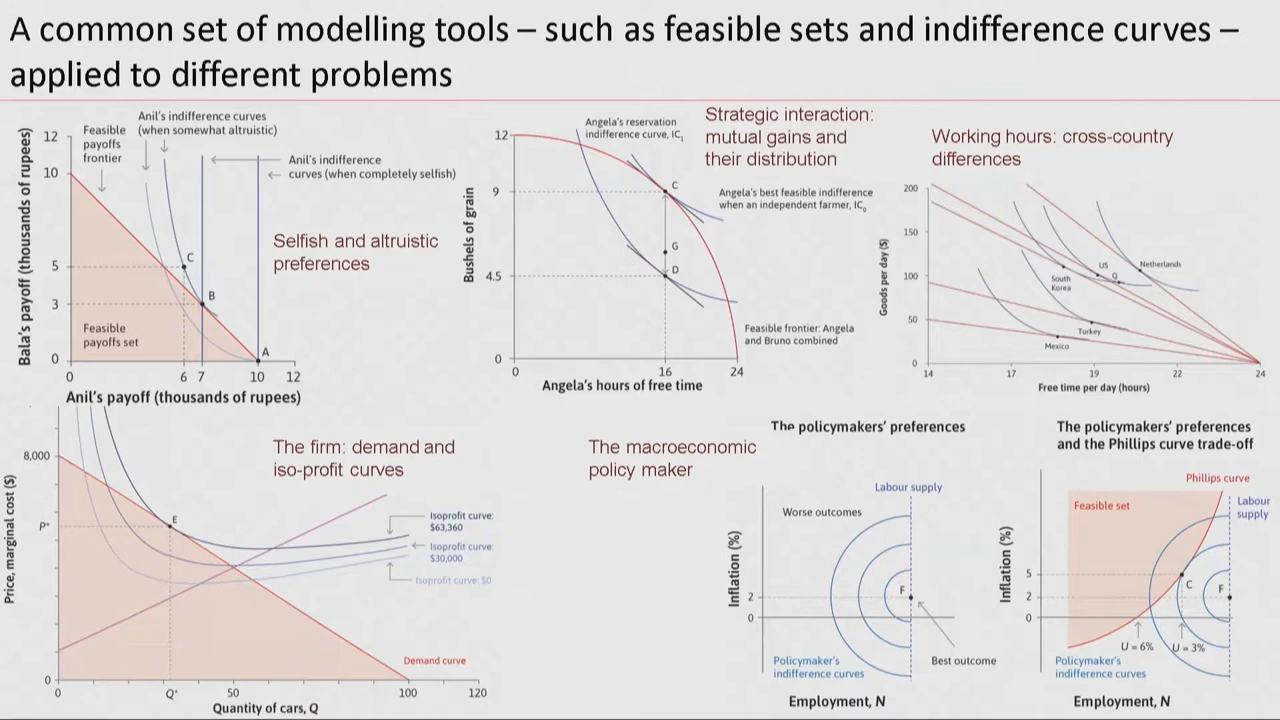 A common set of modelling tools – such as feasible sets and indifference curves –
applied to different problems
Anil's indifference curves
(when somewhat altruistic)
Feasible
payoffs
frontier
Anil's indifference
curves (when completely selfish)
Bala's payoff (thousands of rupees)
12
10
5
3
0
C
B
A
Feasible
payoffs set
0
6
7
10
12
Anil's payoff (thousands of rupees)
Selfish and altruistic
preferences
Angela's reservation
indifference curve, IC1
Strategic interaction:
mutual gains and
their distribution
Bushels of grain
12
9
4.5
0
C
G
D
Angela's best feasible indifference
when an independent farmer, IC0
Feasible frontier: Angela
and Bruno combined
0
16
24
Angela's hours of free time
Working hours: cross-country
differences
Goods per day ($)
200
150
100
50
0
South
Korea
US
Q
Netherlands
Turkey
Mexico
14
17
19
22
24
Free time per day (hours)
The firm: demand and
iso-profit curves
Price, marginal cost ($)
8,000
P*
0
E
Isoprofit curve:
$63,360
Isoprofit curve:
$30,000
Isoprofit curve: $0
Demand curve
0
Q*
50
100
120
Quantity of cars, Q
The macroeconomic
policy maker
The policymakers' preferences
Labour supply
Worse outcomes
Inflation (%)
2
0
F
Policymaker's
indifference curves
Best outcome
Employment, N
The policymakers' preferences
and the Phillips curve trade-off
Phillips curve
Feasible set
Labour
supply
Inflation (%)
5
2
0
C
F
U = 6%
U = 3%
Policymaker's
indifference curves
Employment, N